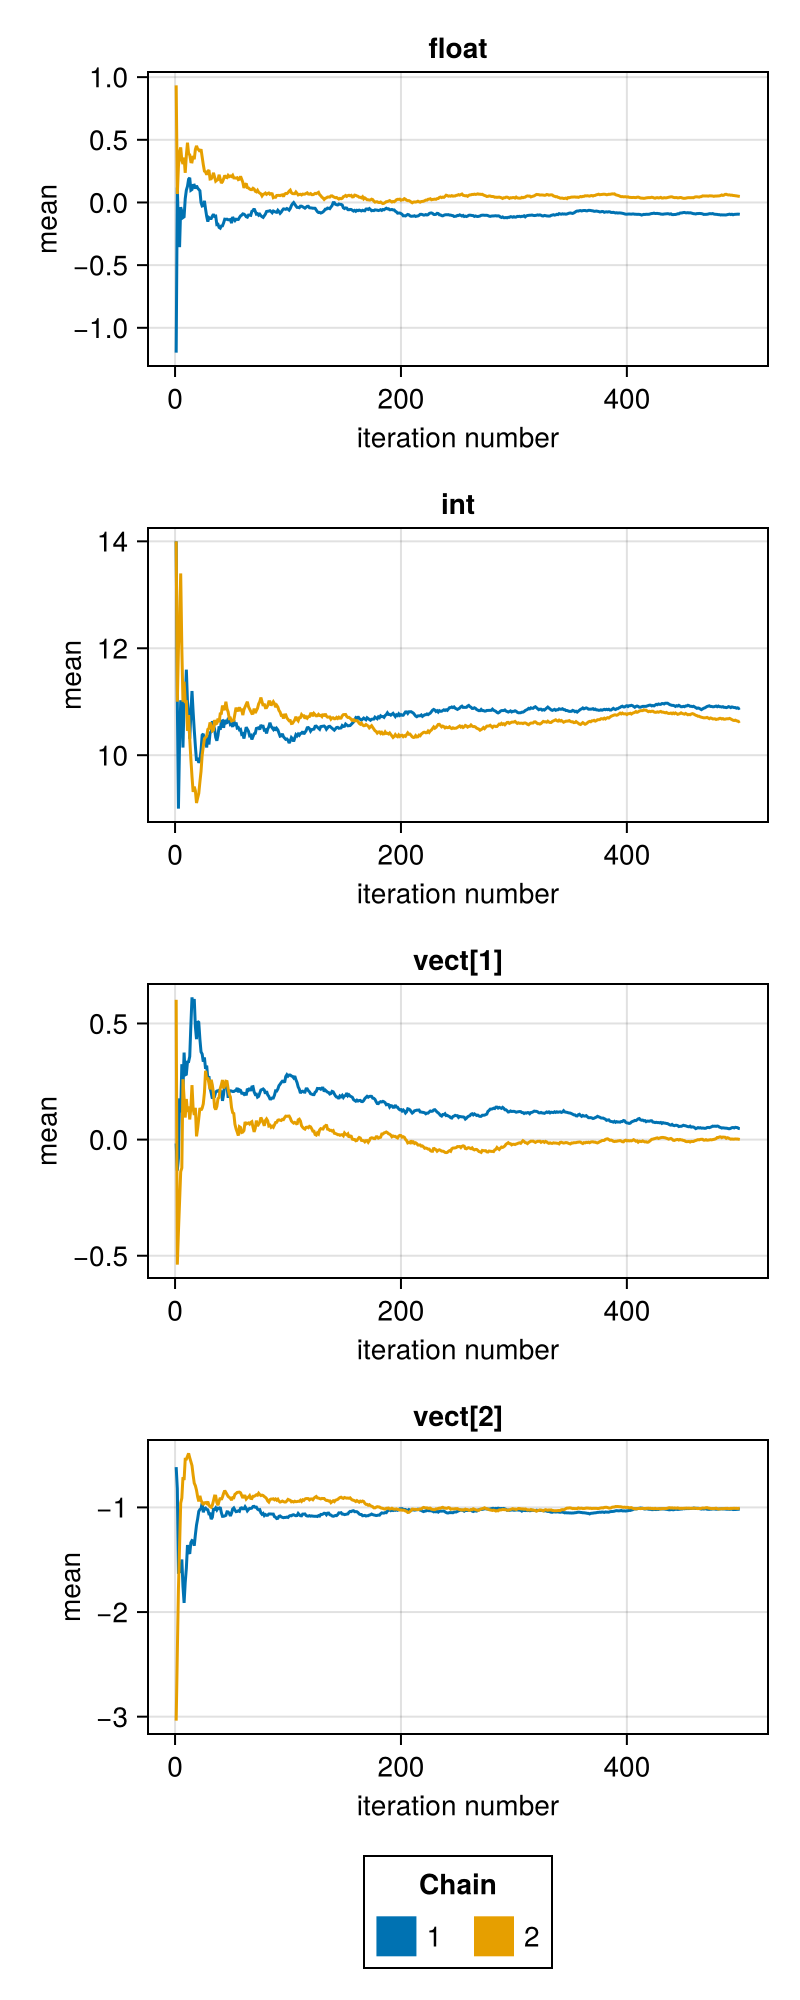 float
1.0
0.5
0.0
−0.5
−1.0
mean
0 200 400
iteration number
int
14
12
10
mean
0 200 400
iteration number
vect[1]
0.5
0.0
−0.5
mean
0 200 400
iteration number
vect[2]
−1
−2
−3
mean
0 200 400
iteration number
Chain
1 2